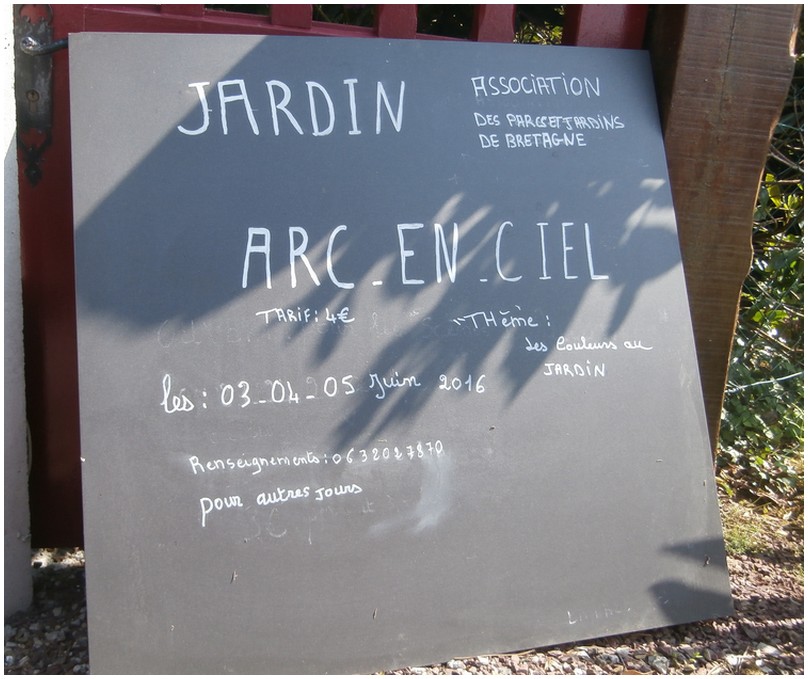 JARDIN
ASSOCIATION
DES PARCS ET JARDINS
DE BRETAGNE
ARC_EN_CIEL
TARIF: 4€
THème:
Les Couleurs au
JARDIN
les: 03_04_05 Juin 2016
Renseignements: 0632027870
pour autres jours